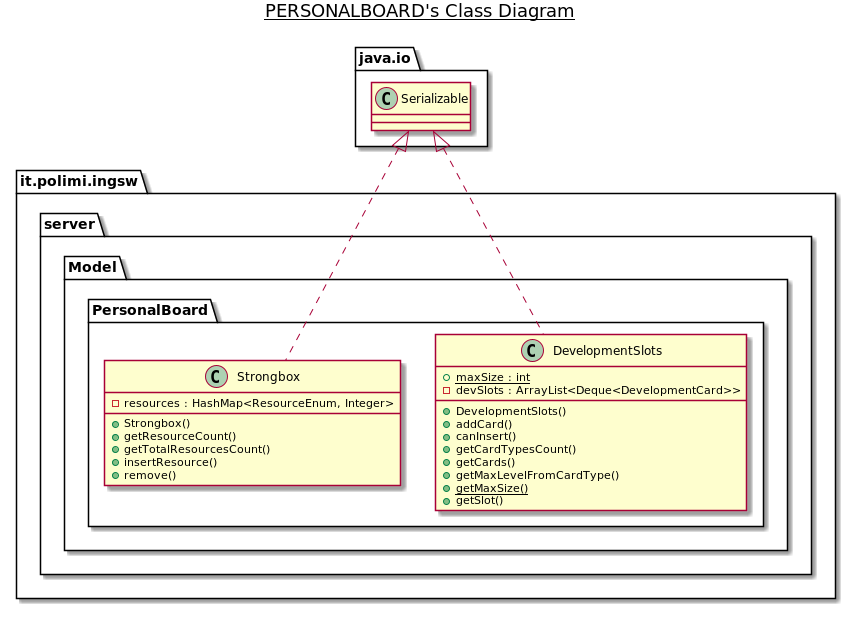 PERSONALBOARD's Class Diagram
java.io
C Serializable
it.polimi.ingsw
server
Model
PersonalBoard
C Strongbox
resources : HashMap<ResourceEnum, Integer>
Strongbox()
getResourceCount()
getTotalResourcesCount()
insertResource()
remove()
C DevelopmentSlots
maxSize : int
devSlots : ArrayList<Deque<DevelopmentCard>>
DevelopmentSlots()
addCard()
canInsert()
getCardTypesCount()
getCards()
getMaxLevelFromCardType()
getMaxSize()
getSlot()